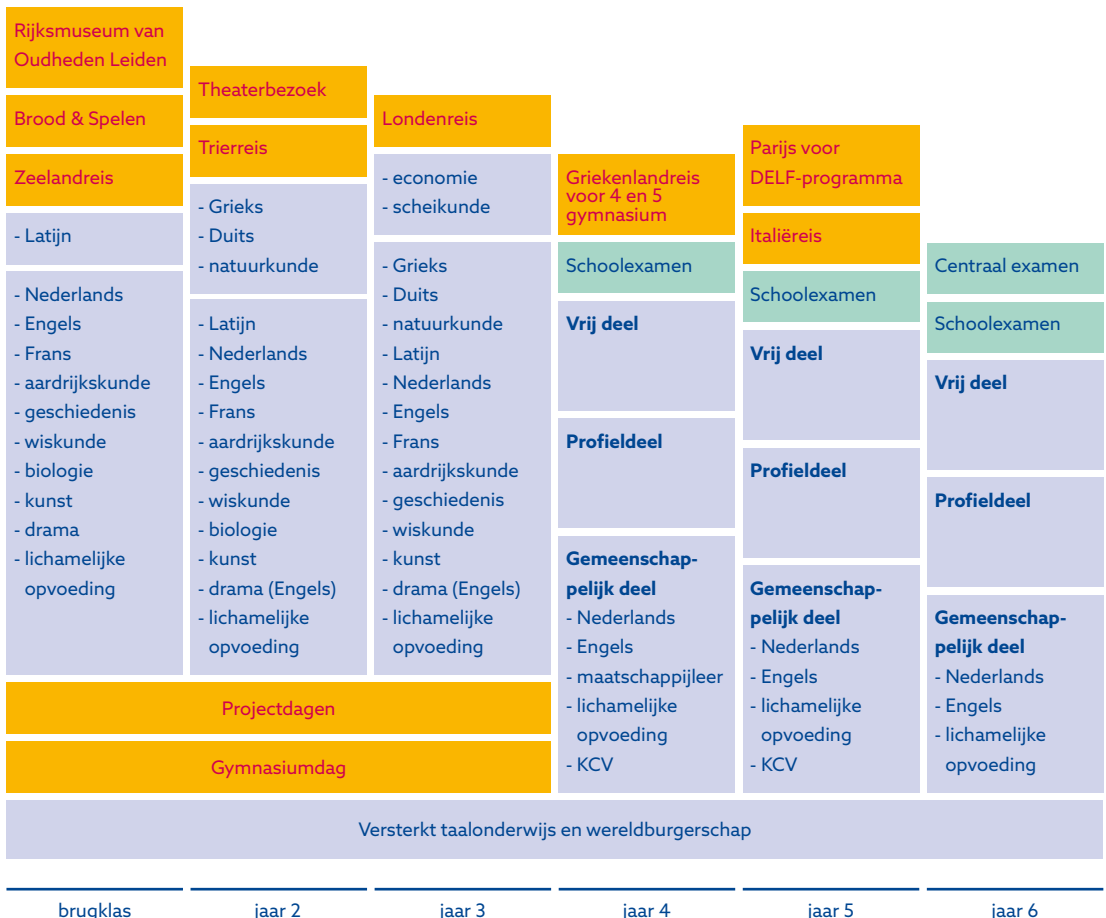 Rijksmuseum van
Oudheden Leiden
Brood & Spelen
Zeelandreis
- Latijn
- Nederlands
- Engels
- Frans
- aardrijkskunde
- geschiedenis
- wiskunde
- biologie
- kunst
- drama
- lichamelijke
opvoeding
Theaterbezoek
Trierreis
- Grieks
- Duits
- natuurkunde
- Latijn
- Nederlands
- Engels
- Frans
- aardrijkskunde
- geschiedenis
- wiskunde
- biologie
- kunst
- drama (Engels)
- lichamelijke
opvoeding
Londenreis
- economie
- scheikunde
- Grieks
- Duits
- natuurkunde
- Latijn
- Nederlands
- Engels
- Frans
- aardrijkskunde
- geschiedenis
- wiskunde
- kunst
- drama (Engels)
- lichamelijke
opvoeding
Griekenlandreis
voor 4 en 5
gymnasium
Schoolexamen
Vrij deel
Profieldeel
Gemeenschap-
pelijk deel
- Nederlands
- Engels
- maatschappijleer
- lichamelijke
opvoeding
- KCV
Parijs voor
DELF-programma
Italiëreis
Schoolexamen
Vrij deel
Profieldeel
Gemeenschap-
pelijk deel
- Nederlands
- Engels
- lichamelijke
opvoeding
- KCV
Centraal examen
Schoolexamen
Vrij deel
Profieldeel
Gemeenschap-
pelijk deel
- Nederlands
- Engels
- lichamelijke
opvoeding
Projectdagen
Gymnasiumdag
Versterkt taalonderwijs en wereldburgerschap
brugklas
jaar 2
jaar 3
jaar 4
jaar 5
jaar 6